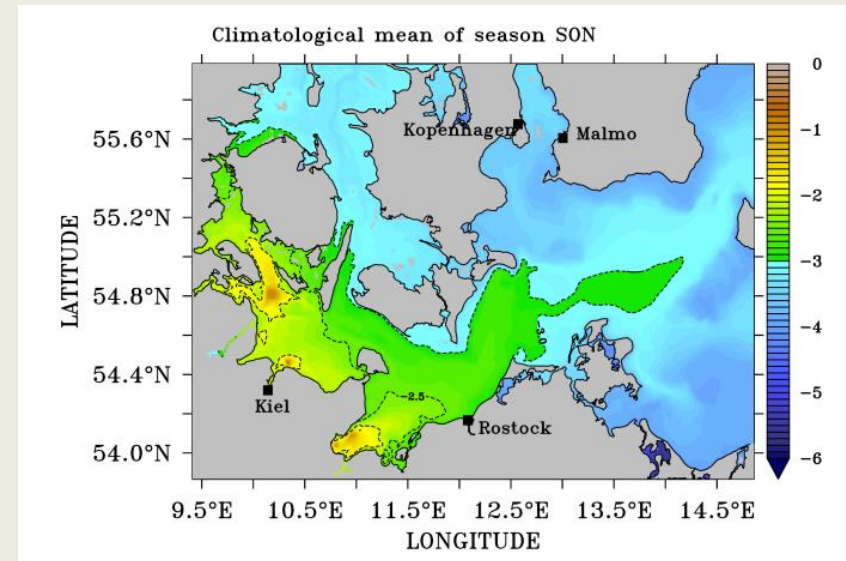 Climatological mean of season SON
0
-1
-2
-3
-4
-5
-6
55.6°N
55.2°N
54.8°N
54.4°N
54.0°N
LATITUDE
Kopenhagen
Malmo
Kiel
Rostock
-2.5
9.5°E 10.5°E 11.5°E 12.5°E 13.5°E 14.5°E
LONGITUDE